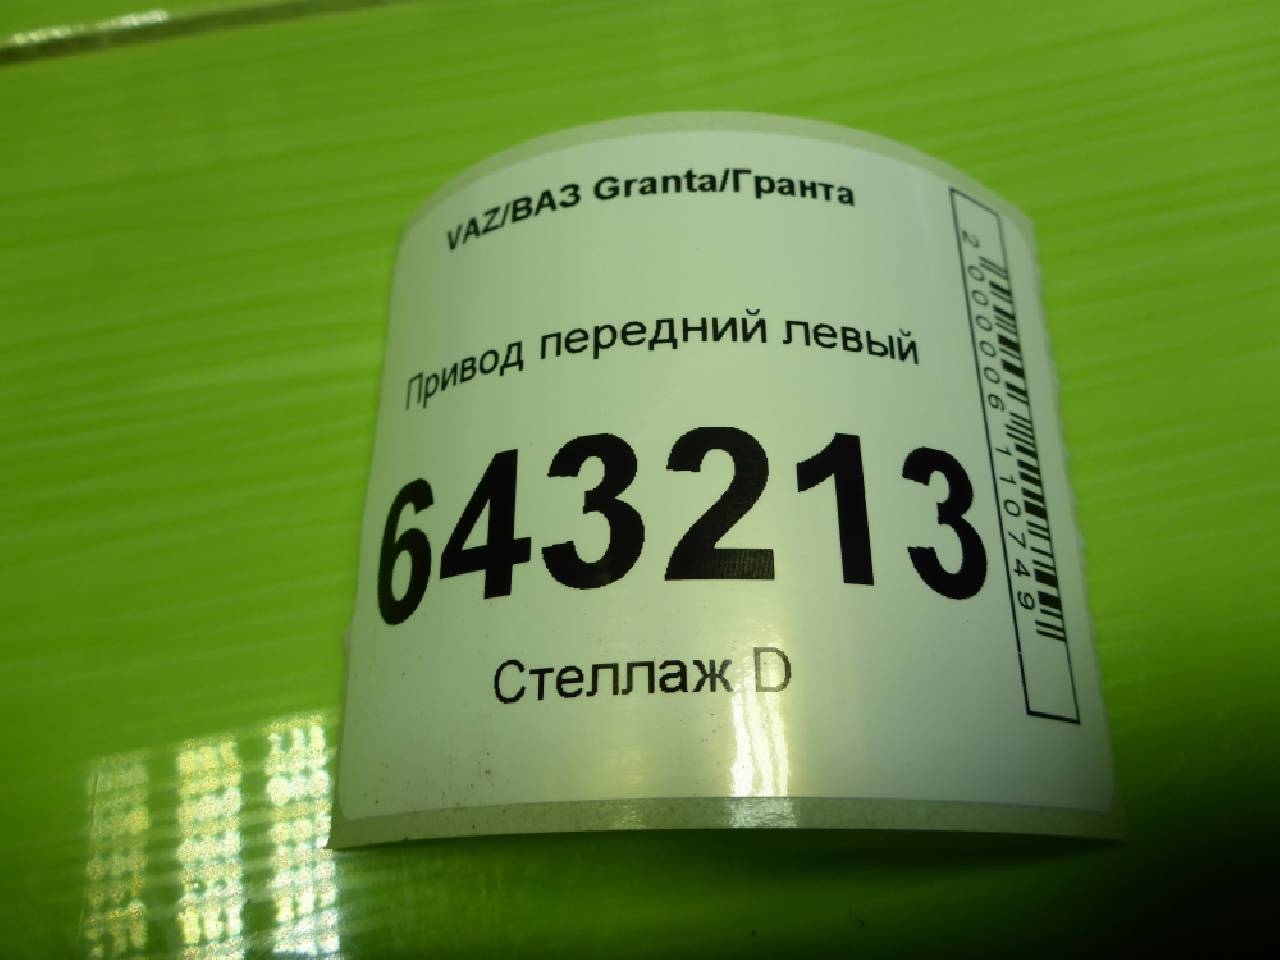 VAZ/ВАЗ Granta/Гранта
Привод передний левый
643213
Стеллаж D
2000006110749